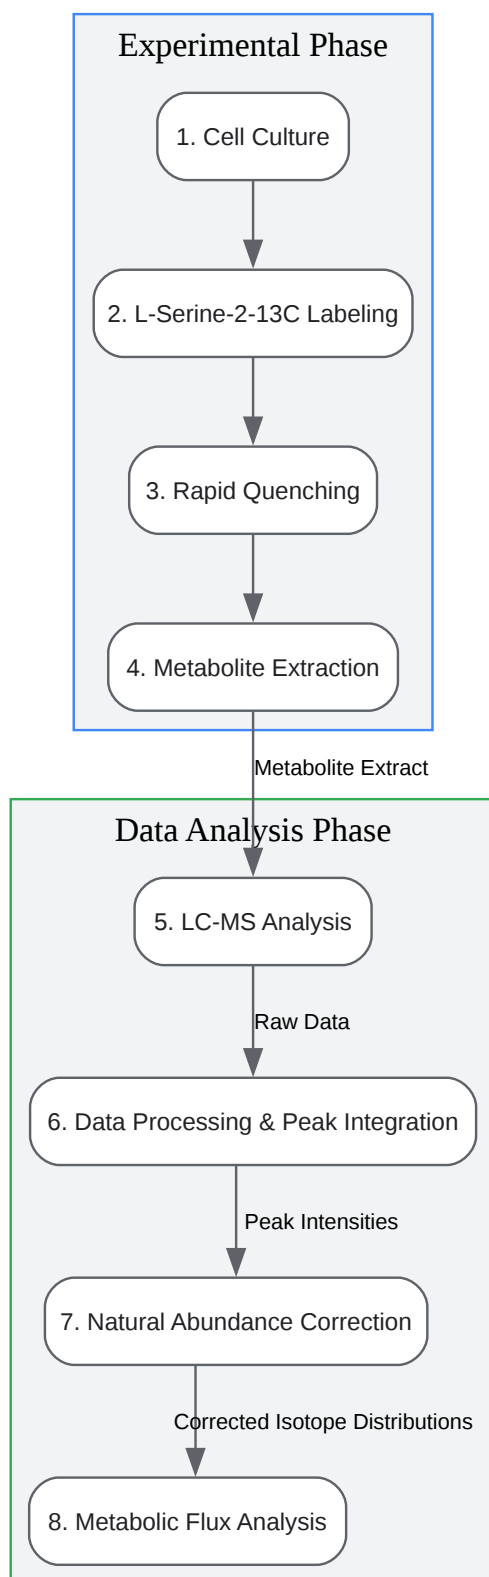 Experimental Phase
1. Cell Culture
2. L-Serine-2-13C Labeling
3. Rapid Quenching
4. Metabolite Extraction
Metabolite Extract
Data Analysis Phase
5. LC-MS Analysis
Raw Data
6. Data Processing & Peak Integration
Peak Intensities
7. Natural Abundance Correction
Corrected Isotope Distributions
8. Metabolic Flux Analysis